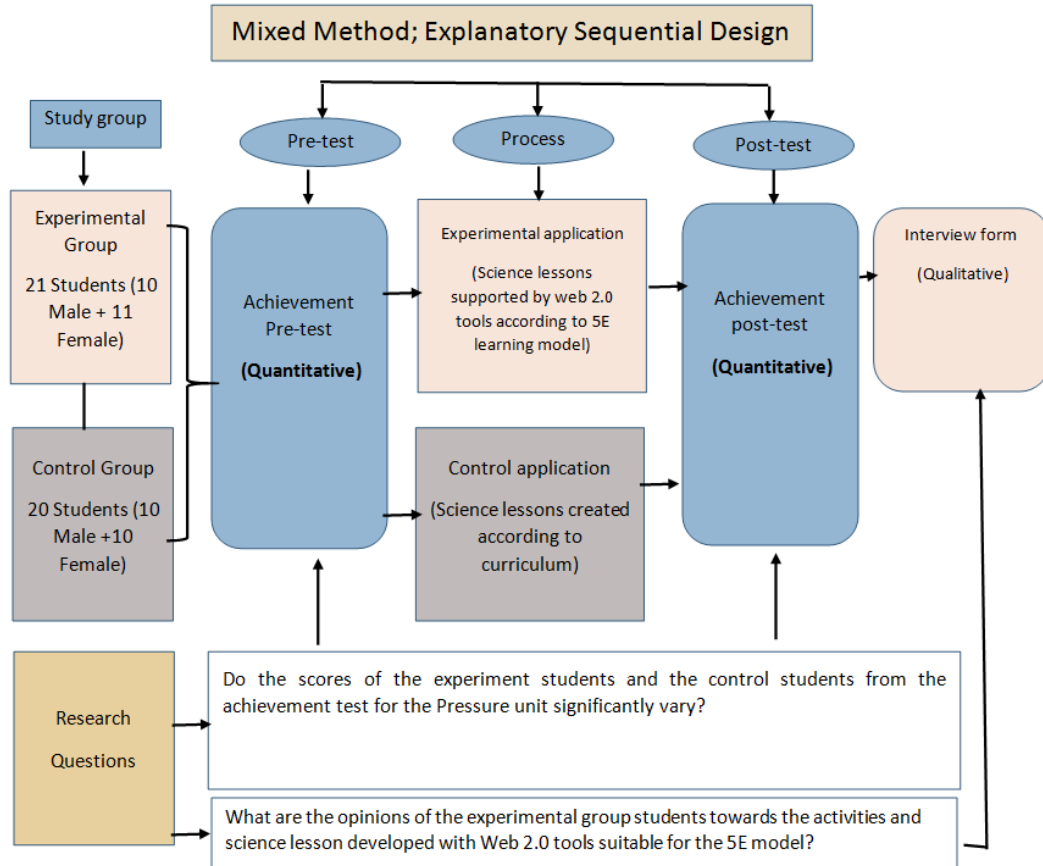 Mixed Method; Explanatory Sequential Design
Study group
Pre-test
Process
Post-test
Experimental
Group
21 Students (10
Male + 11
Female)
Control Group
20 Students (10
Male +10
Female)
Achievement
Pre-test
(Quantitative)
Experimental application
(Science lessons
supported by web 2.0
tools according to 5E
learning model)
Control application
(Science lessons created
according to
curriculum)
Achievement
post-test
(Quantitative)
Interview form
(Qualitative)
Research
Questions
Do the scores of the experiment students and the control students from the
achievement test for the Pressure unit significantly vary?
What are the opinions of the experimental group students towards the activities and
science lesson developed with Web 2.0 tools suitable for the 5E model?